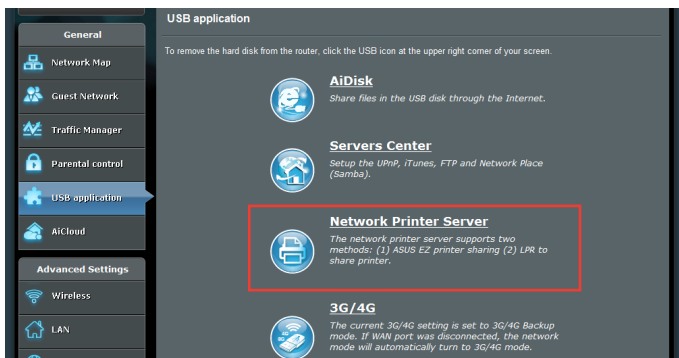 USB application
General
To remove the hard disk from the router, click the USB icon at the upper right corner of your screen.
Network Map
Guest Network
Traffic Manager
Parental control
USB application
AiCloud
Advanced Settings
Wireless
LAN
AiDisk
Share files in the USB disk through the Internet.
Servers Center
Setup the UPnP, iTunes, FTP and Network Place
(Samba).
Network Printer Server
The network printer server supports two
methods: (1) ASUS EZ printer sharing (2) LPR to
share printer.
3G/4G
The current 3G/4G setting is set to 3G/4G Backup
mode. If WAN port was disconnected, the network
mode will automatically turn to 3G/4G mode.